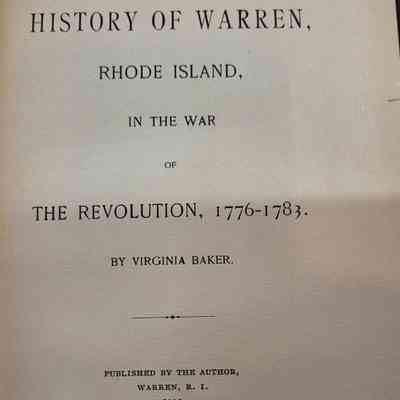 HISTORY OF WARREN,
RHODE ISLAND,
IN THE WAR
OF
THE REVOLUTION, 1776-1783.
BY VIRGINIA BAKER.
PUBLISHED BY THE AUTHOR,
WARREN, R. I.